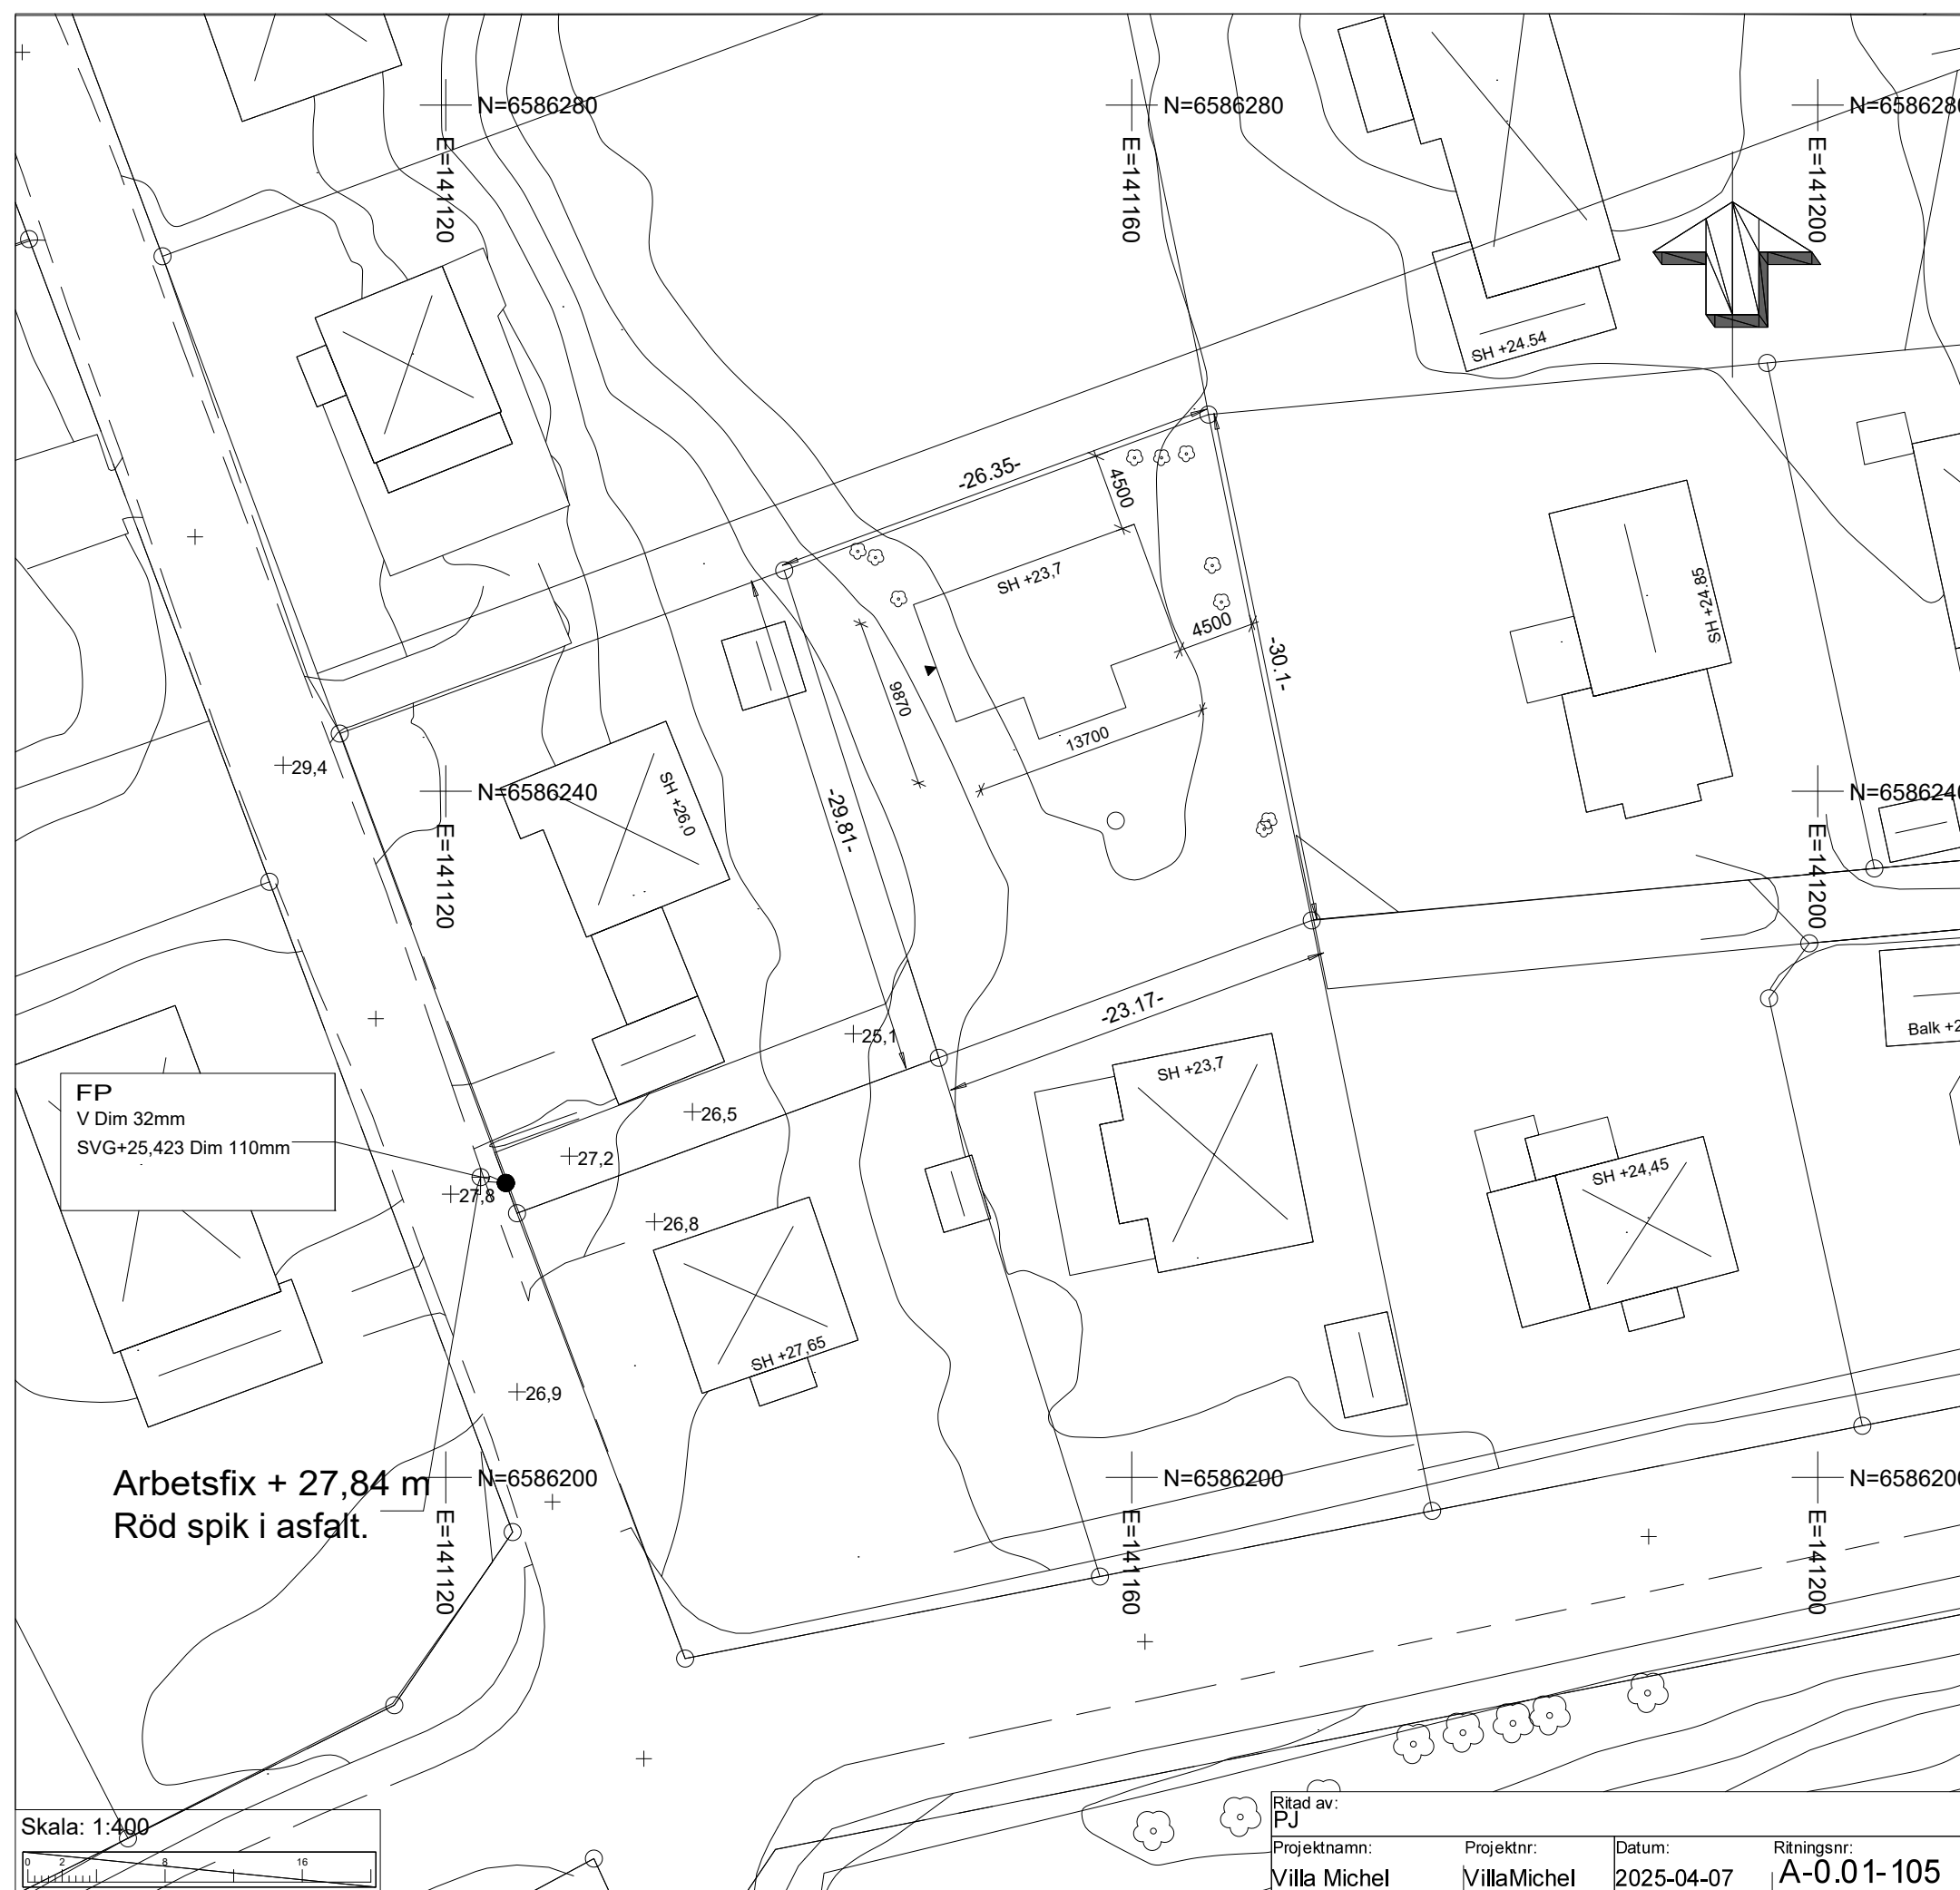 N=6586280
N=6586280
N=658628
E=141120
E=141160
E=141200
SH +24.54
-26.35-
4500
SH +23,7
SH +24.85
4500
-30.1-
9870
13700
+29,4
N=6586240
SH +26,0
-29.81-
N=658624
E=141120
E=141200
-23.17-
+25,1
Balk +2
SH +23,7
FP
V Dim 32mm
SVG+25,423 Dim 110mm
+26,5
+27,2
SH +24,45
+27,8
+26,8
SH +27,65
+26,9
Arbetsfix + 27,84 m
Röd spik i asfalt.
N=6586200
N=6586200
N=658620
E=141120
E=141160
E=141200
Skala: 1:400
0 2 8 16
Ritad av:
PJ
Projektnamn: Projektnr: Datum: Ritningsnr:
Villa Michel VillaMichel 2025-04-07 A-0.01-105